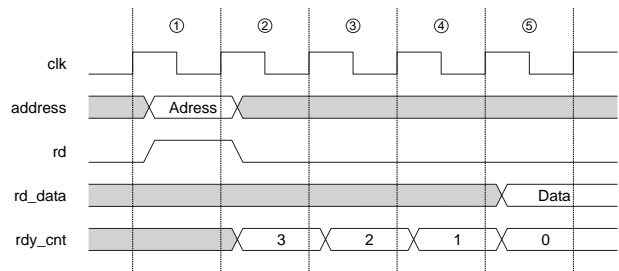 ① ② ③ ④ ⑤
clk
address Adress
rd
rd_data Data
rdy_cnt 3 2 1 0